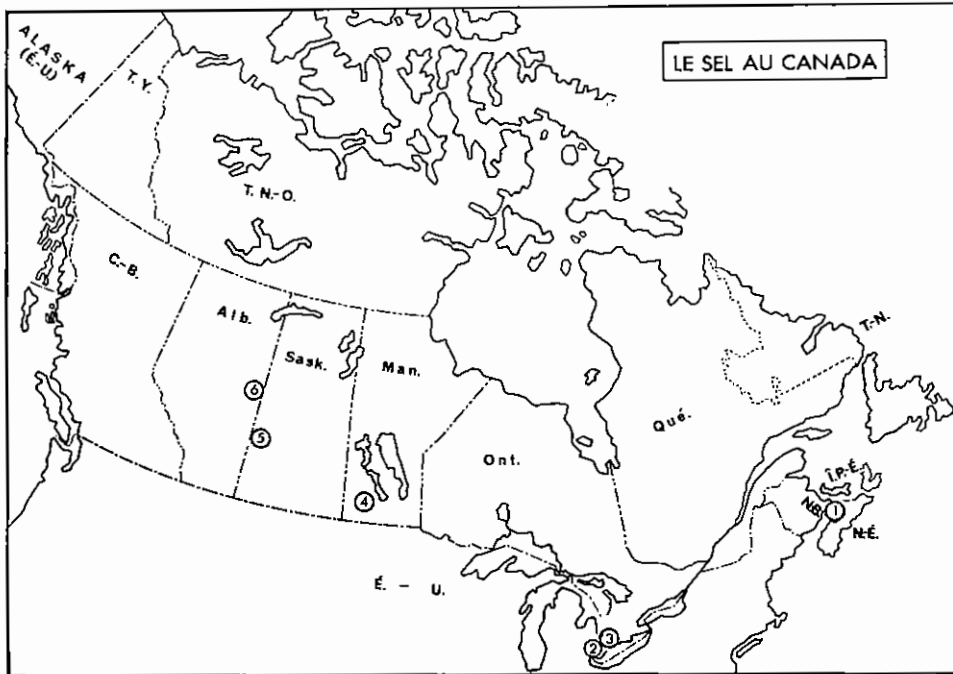 LE SEL AU CANADA
ALASKA
(É-U)
T.Y.
T.N.-O.
C.-B.
Alb.
Sask.
Man.
Ont.
Qué.
T.-N.
Î.P.-É.
N.B.
N-É.
É. - U.
6
5
4
1
3
2